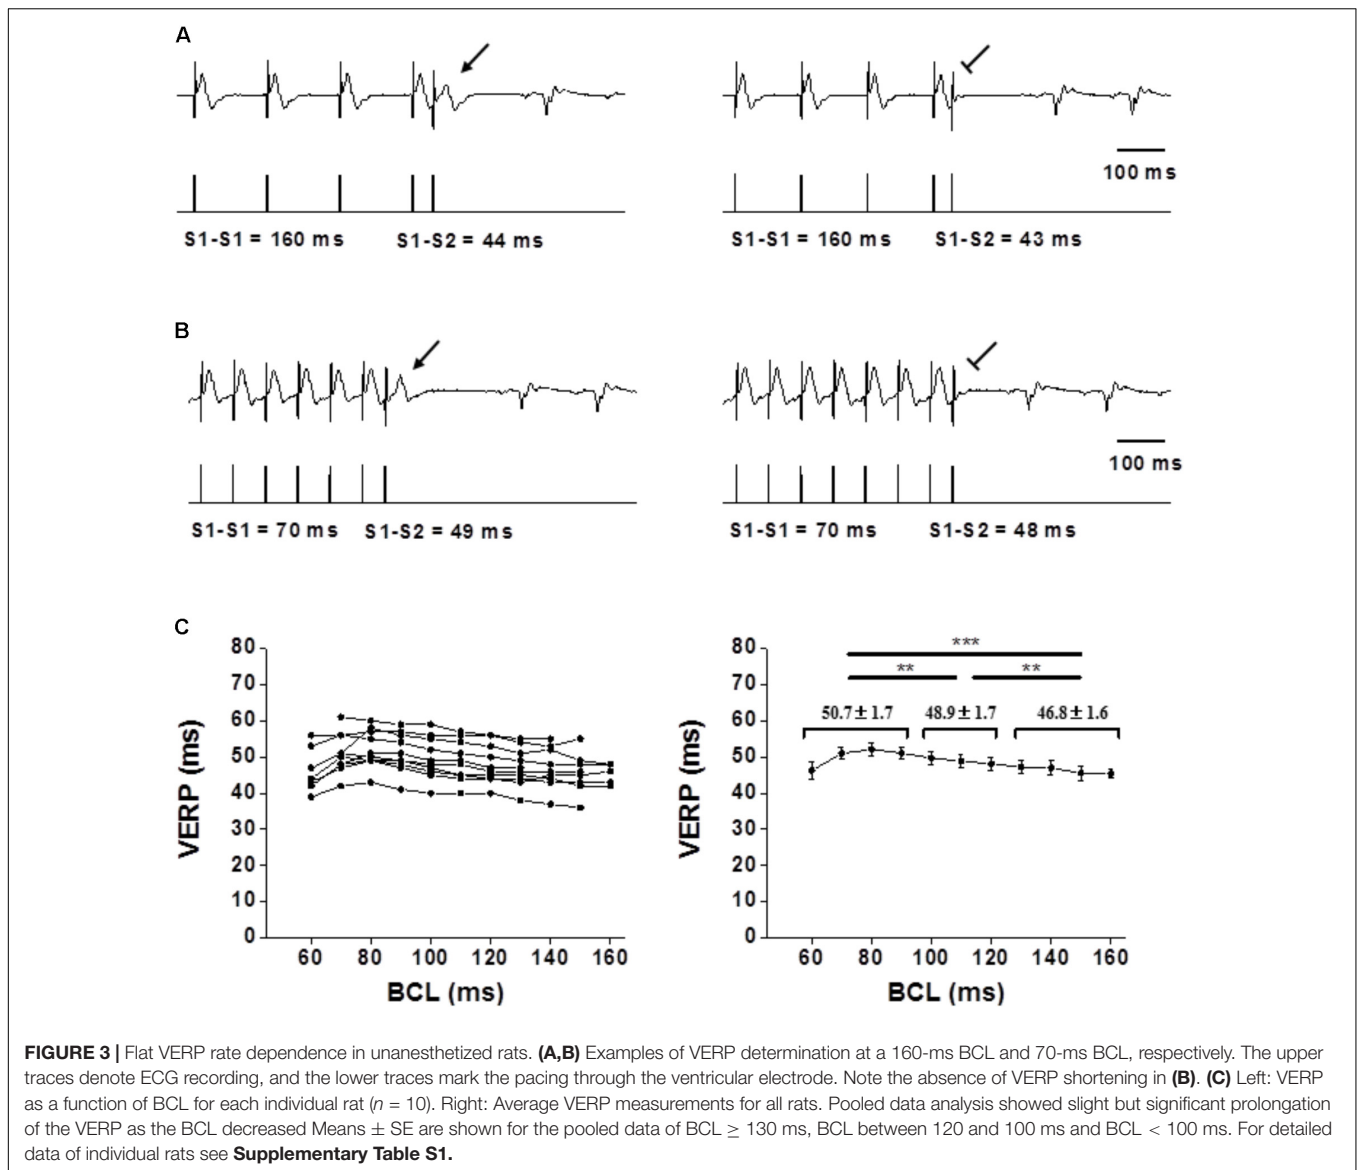 A
100 ms
S1-S1 = 160 ms
S1-S2 = 44 ms
S1-S1 = 160 ms
S1-S2 = 43 ms
B
100 ms
S1-S1 = 70 ms
S1-S2 = 49 ms
S1-S1 = 70 ms
S1-S2 = 48 ms
C
80
70
60
50
40
30
20
10
0
VERP (ms)
60
80
100
120
140
160
BCL (ms)
80
70
60
50
40
30
20
10
0
VERP (ms)
***
**
**
50.7 ± 1.7
48.9 ± 1.7
46.8 ± 1.6
60
80
100
120
140
160
BCL (ms)
FIGURE 3 | Flat VERP rate dependence in unanesthetized rats. (A,B) Examples of VERP determination at a 160-ms BCL and 70-ms BCL, respectively. The upper
traces denote ECG recording, and the lower traces mark the pacing through the ventricular electrode. Note the absence of VERP shortening in (B). (C) Left: VERP
as a function of BCL for each individual rat (n = 10). Right: Average VERP measurements for all rats. Pooled data analysis showed slight but significant prolongation
of the VERP as the BCL decreased Means ± SE are shown for the pooled data of BCL ≥ 130 ms, BCL between 120 and 100 ms and BCL < 100 ms. For detailed
data of individual rats see Supplementary Table S1.